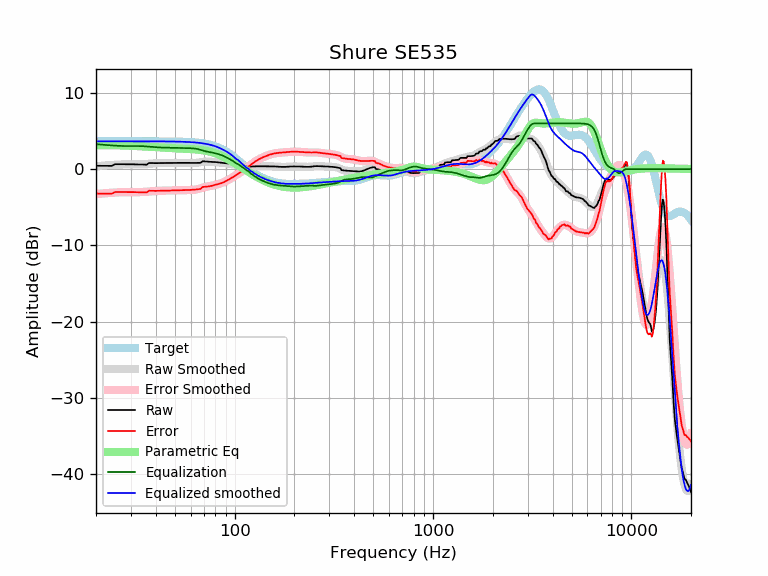 Shure SE535
Amplitude (dBr)
10
0
−10
−20
−30
−40
Target
Raw Smoothed
Error Smoothed
Raw
Error
Parametric Eq
Equalization
Equalized smoothed
100 1000 10000
Frequency (Hz)